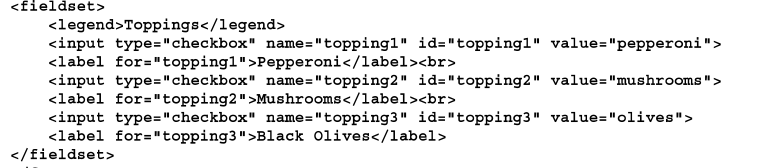 <fieldset>
    <legend>Toppings</legend>
    <input type="checkbox" name="topping1" id="topping1" value="pepperoni">
    <label for="topping1">Pepperoni</label><br>
    <input type="checkbox" name="topping2" id="topping2" value="mushrooms">
    <label for="topping2">Mushrooms</label><br>
    <input type="checkbox" name="topping3" id="topping3" value="olives">
    <label for="topping3">Black Olives</label>
</fieldset>